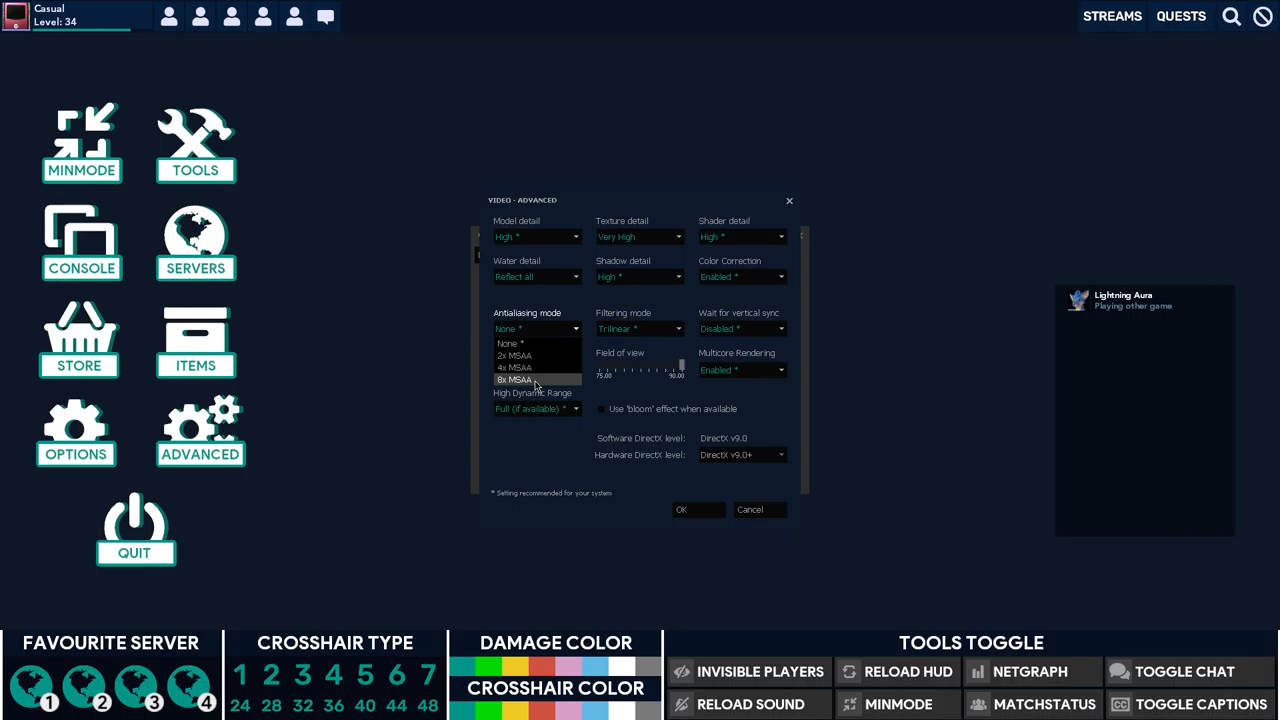 Casual
Level: 34
STREAMS
QUESTS
MINMODE
TOOLS
CONSOLE
SERVERS
STORE
ITEMS
OPTIONS
ADVANCED
QUIT
VIDEO - ADVANCED
Model detail
Texture detail
Shader detail
High *
Very High
High *
Water detail
Shadow detail
Color Correction
Reflect all
High *
Enabled *
Antialiasing mode
Filtering mode
Wait for vertical sync
None *
Trilinear *
Disabled *
None *
2x MSAA
4x MSAA
8x MSAA
Field of view
Multicore Rendering
75.00
90.00
Enabled *
High Dynamic Range
Full (if available) *
Use 'bloom' effect when available
Software DirectX level:
DirectX v9.0
Hardware DirectX level:
DirectX v9.0+
* Setting recommended for your system
OK
Cancel
Lightning Aura
Playing other game
FAVOURITE SERVER
1
2
3
4
CROSSHAIR TYPE
1 2 3 4 5 6 7
24 28 32 36 40 44 48
DAMAGE COLOR
CROSSHAIR COLOR
TOOLS TOGGLE
INVISIBLE PLAYERS
RELOAD HUD
NETGRAPH
TOGGLE CHAT
RELOAD SOUND
MINMODE
MATCHSTATUS
CC
TOGGLE CAPTIONS